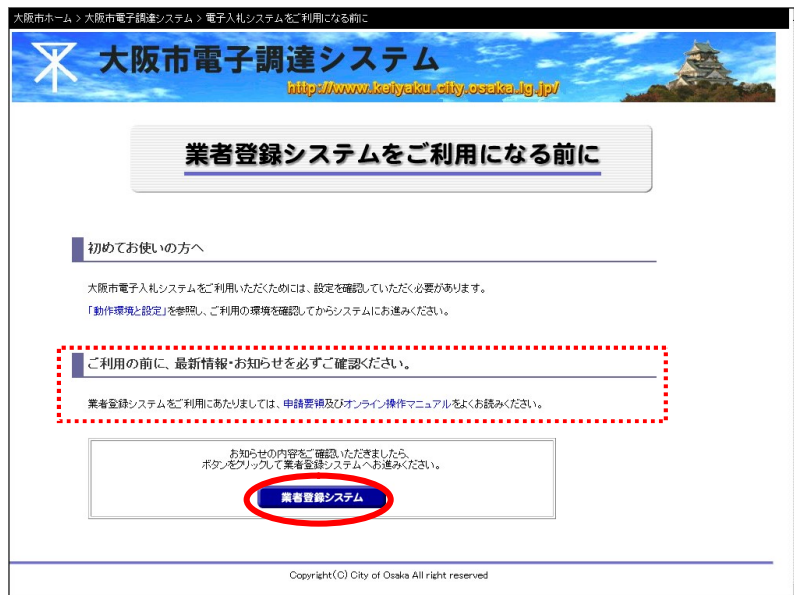 大阪市ホーム > 大阪市電子調達システム > 電子入札システムをご利用になる前に
大阪市電子調達システム
http://www.keiyaku.city.osaka.lg.jp/
業者登録システムをご利用になる前に
初めてお使いの方へ
大阪市電子入札システムをご利用いただくためには、設定を確認していただく必要があります。
「動作環境と設定」を参照し、ご利用の環境を確認してからシステムにお進みください。
ご利用の前に、最新情報・お知らせを必ずご確認ください。
業者登録システムをご利用にあたりましては、申請要領及びオンライン操作マニュアルをよくお読みください。
お知らせの内容をご確認いただきましたら、
ボタンをクリックして業者登録システムへお進みください。
業者登録システム
Copyright(C) City of Osaka All right reserved